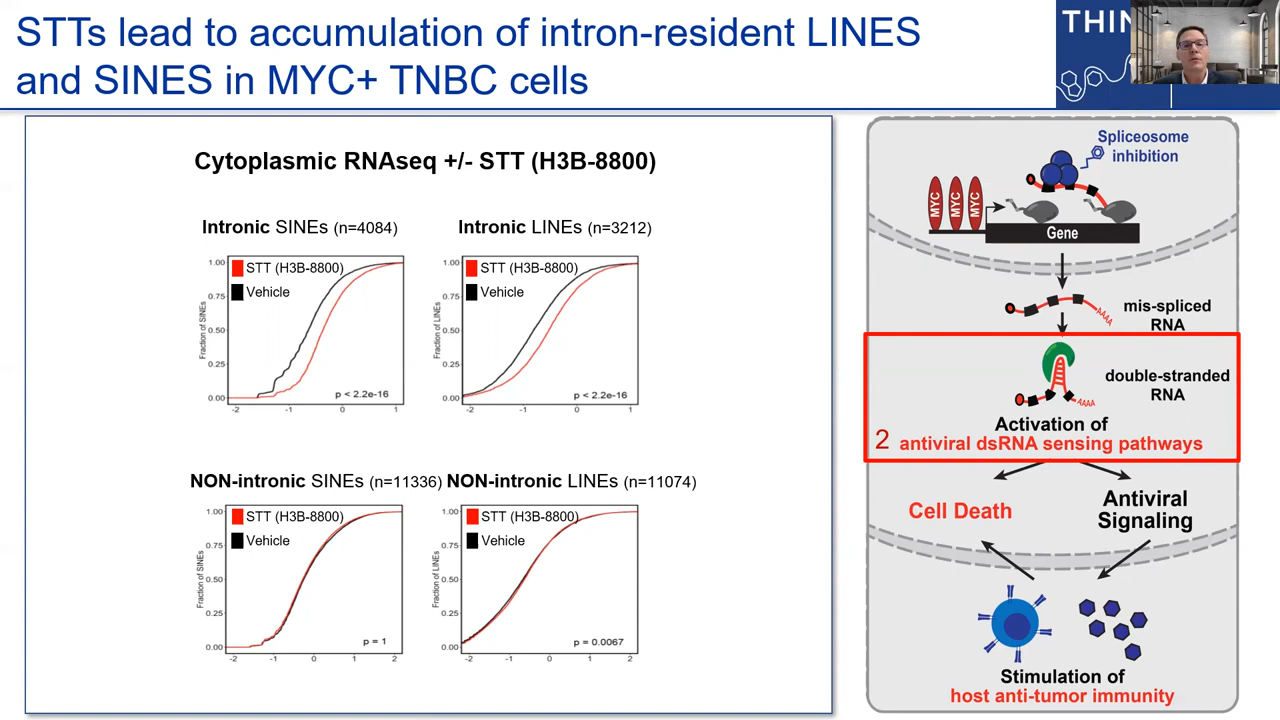 STTs lead to accumulation of intron-resident LINES
and SINES in MYC+ TNBC cells
THIN
Cytoplasmic RNAseq +/- STT (H3B-8800)
Intronic SINEs (n=4084)
Fraction of SINEs
1.00
0.75
0.50
0.25
0.00
STT (H3B-8800)
Vehicle
p < 2.2e-16
-2 -1 0 1
Intronic LINEs (n=3212)
Fraction of LINEs
1.00
0.75
0.50
0.25
0.00
STT (H3B-8800)
Vehicle
p < 2.2e-16
-2 -1 0 1
NON-intronic SINEs (n=11336)
Fraction of SINEs
1.00
0.75
0.50
0.25
0.00
STT (H3B-8800)
Vehicle
p = 1
-2 -1 0 1 2
NON-intronic LINEs (n=11074)
Fraction of LINEs
1.00
0.75
0.50
0.25
0.00
STT (H3B-8800)
Vehicle
p = 0.0067
-2 -1 0 1 2
Spliceosome
inhibition
MYC MYC MYC
Gene
mis-spliced
RNA
AAAA
double-stranded
RNA
AAAA
Activation of
2 antiviral dsRNA sensing pathways
Cell Death
Antiviral
Signaling
Stimulation of
host anti-tumor immunity